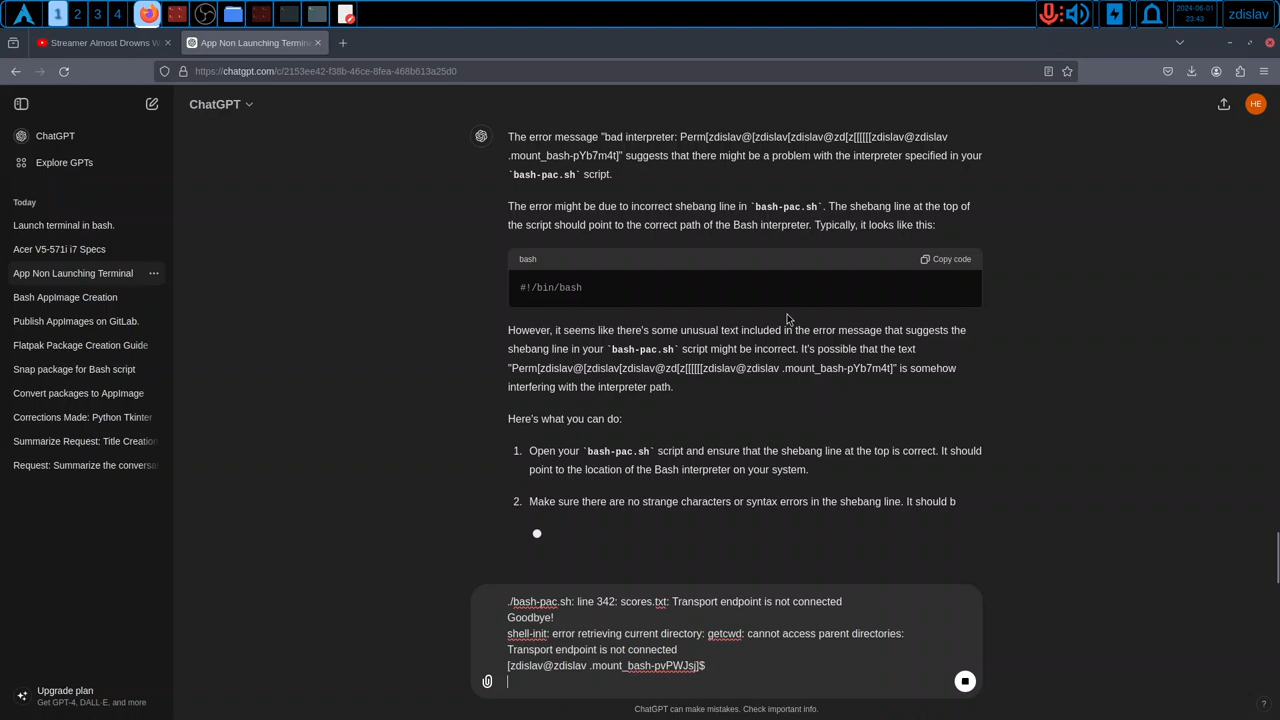 1 2 3 4
2024-06-01
23:43
zdislav
Streamer Almost Drowns W
App Non Launching Termina
https://chatgpt.com/c/2153ee42-f38b-46ce-8fea-468b613a25d0
ChatGPT
HE
ChatGPT
Explore GPTs
Today
Launch terminal in bash.
Acer V5-571i i7 Specs
App Non Launching Terminal
Bash AppImage Creation
Publish AppImages on GitLab.
Flatpak Package Creation Guide
Snap package for Bash script
Convert packages to AppImage
Corrections Made: Python Tkinter
Summarize Request: Title Creation
Request: Summarize the conversa
Upgrade plan
Get GPT-4, DALL·E, and more
The error message "bad interpreter: Perm[zdislav@[zdislav[zdislav@zd[z[[[[[[zdislav@zdislav
.mount_bash-pYb7m4t]" suggests that there might be a problem with the interpreter specified in your
`bash-pac.sh` script.
The error might be due to incorrect shebang line in `bash-pac.sh`. The shebang line at the top of
the script should point to the correct path of the Bash interpreter. Typically, it looks like this:
bash
Copy code
#!/bin/bash
However, it seems like there's some unusual text included in the error message that suggests the
shebang line in your `bash-pac.sh` script might be incorrect. It's possible that the text
"Perm[zdislav@[zdislav[zdislav@zd[z[[[[[[zdislav@zdislav .mount_bash-pYb7m4t]" is somehow
interfering with the interpreter path.
Here's what you can do:
1. Open your `bash-pac.sh` script and ensure that the shebang line at the top is correct. It should
point to the location of the Bash interpreter on your system.
2. Make sure there are no strange characters or syntax errors in the shebang line. It should b
./bash-pac.sh: line 342: scores.txt: Transport endpoint is not connected
Goodbye!
shell-init: error retrieving current directory: getcwd: cannot access parent directories:
Transport endpoint is not connected
[zdislav@zdislav .mount_bash-pvPWJsj]$
ChatGPT can make mistakes. Check important info.
?